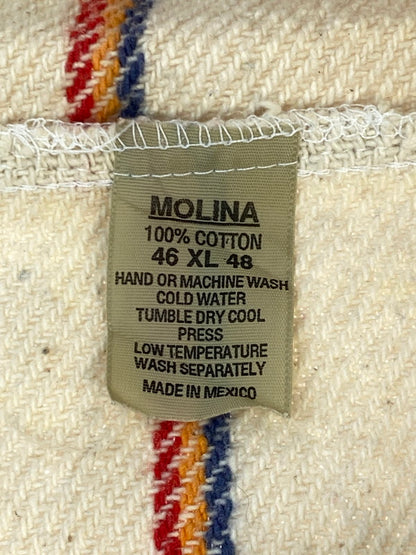 MOLINA
100% COTTON
46 XL 48
HAND OR MACHINE WASH
COLD WATER
TUMBLE DRY COOL
PRESS
LOW TEMPERATURE
WASH SEPARATELY
MADE IN MEXICO